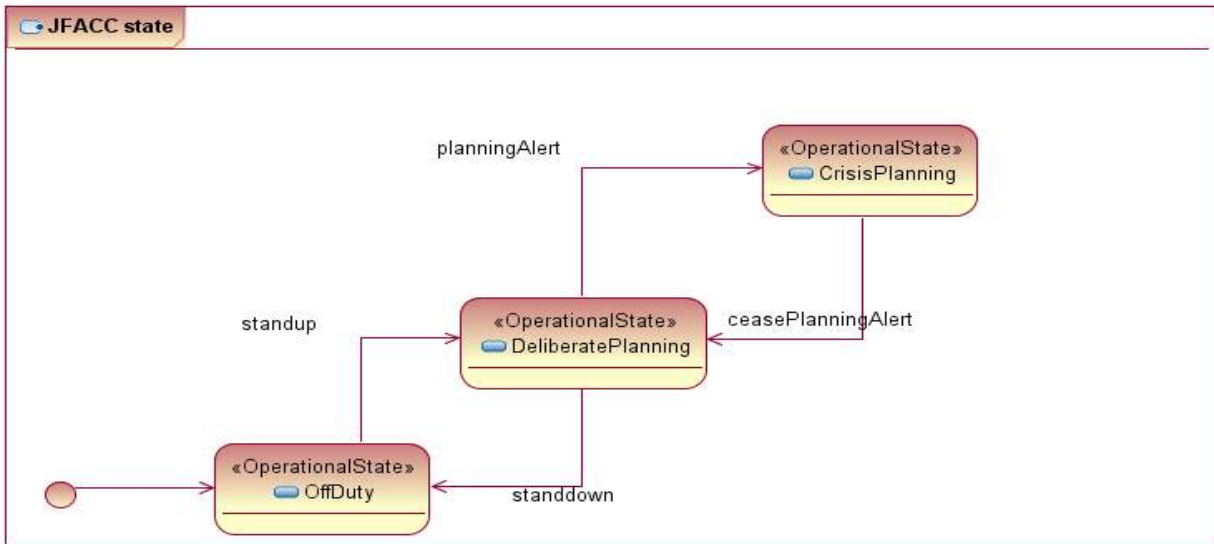 JFACC state
planningAlert
«OperationalState»
CrisisPlanning
standup
«OperationalState»
DeliberatePlanning
ceasePlanningAlert
«OperationalState»
OffDuty
standdown